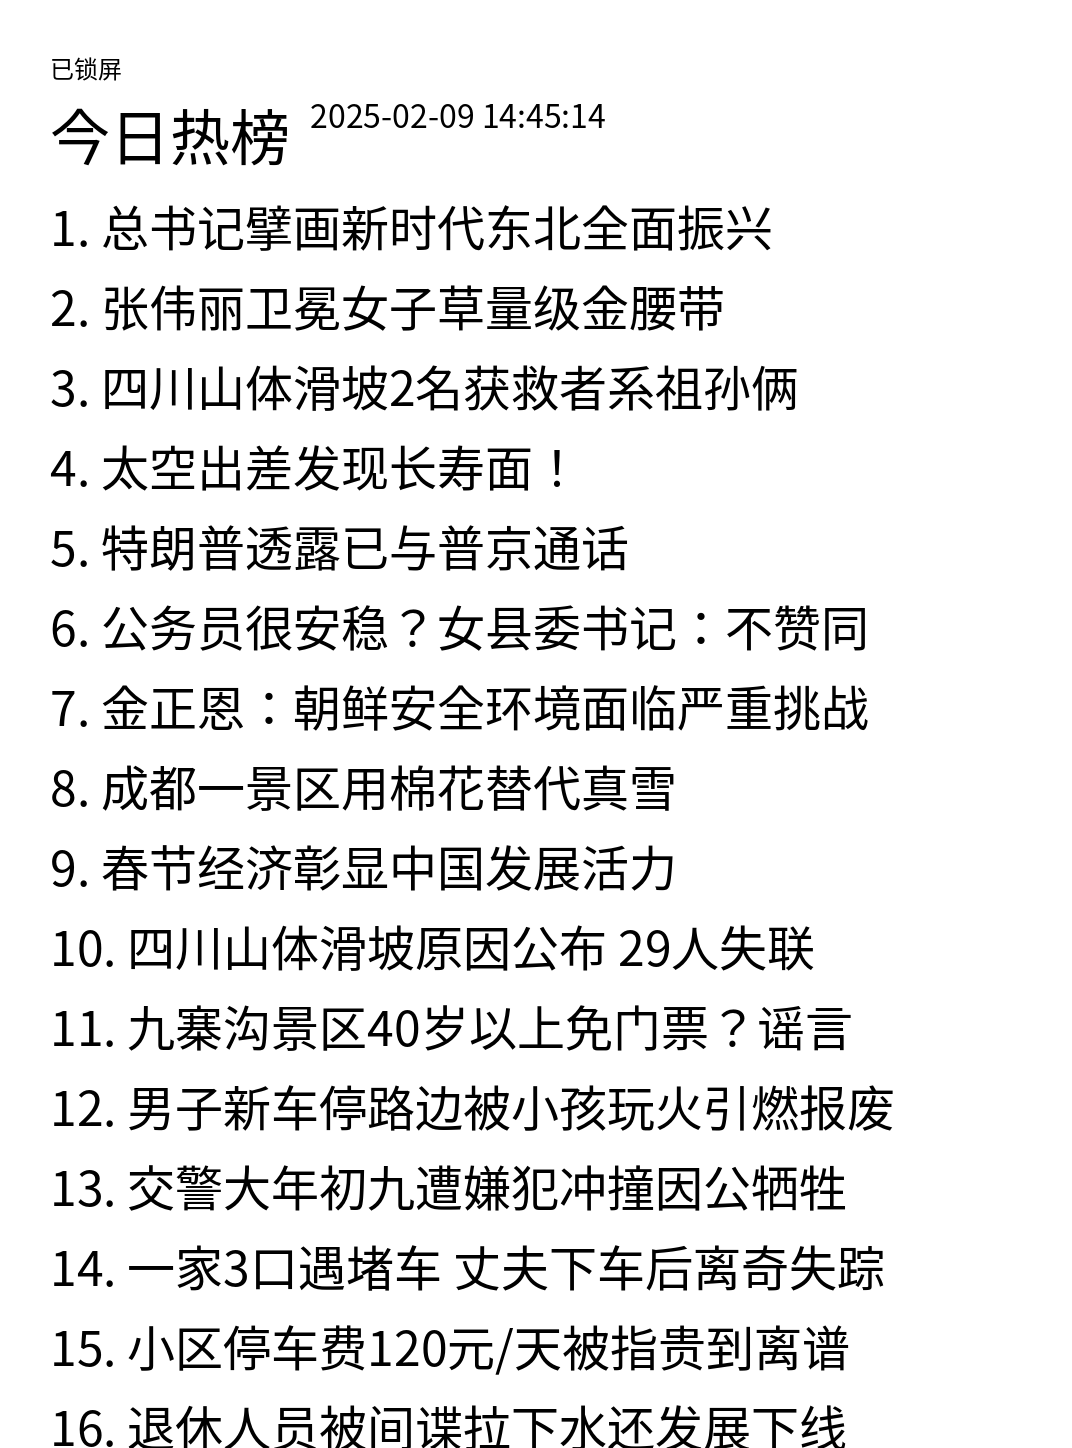 已锁屏
今日热榜 2025-02-09 14:45:14
1. 总书记擘画新时代东北全面振兴
2. 张伟丽卫冕女子草量级金腰带
3. 四川山体滑坡2名获救者系祖孙俩
4. 太空出差发现长寿面！
5. 特朗普透露已与普京通话
6. 公务员很安稳？女县委书记：不赞同
7. 金正恩：朝鲜安全环境面临严重挑战
8. 成都一景区用棉花替代真雪
9. 春节经济彰显中国发展活力
10. 四川山体滑坡原因公布 29人失联
11. 九寨沟景区40岁以上免门票？谣言
12. 男子新车停路边被小孩玩火引燃报废
13. 交警大年初九遭嫌犯冲撞因公牺牲
14. 一家3口遇堵车 丈夫下车后离奇失踪
15. 小区停车费120元/天被指贵到离谱
16. 退休人员被间谍拉下水还发展下线